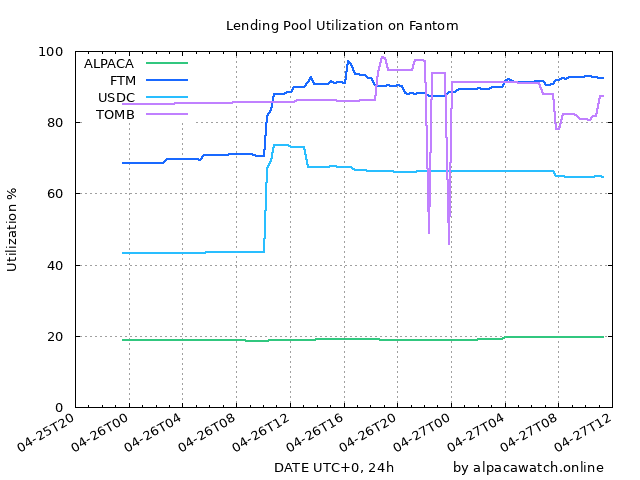 Lending Pool Utilization on Fantom
Utilization %
100
80
60
40
20
0
ALPACA
FTM
USDC
TOMB
04-25T20
04-26T00
04-26T04
04-26T08
04-26T12
04-26T16
04-26T20
04-27T00
04-27T04
04-27T08
04-27T12
DATE UTC+0, 24h
by alpacawatch.online